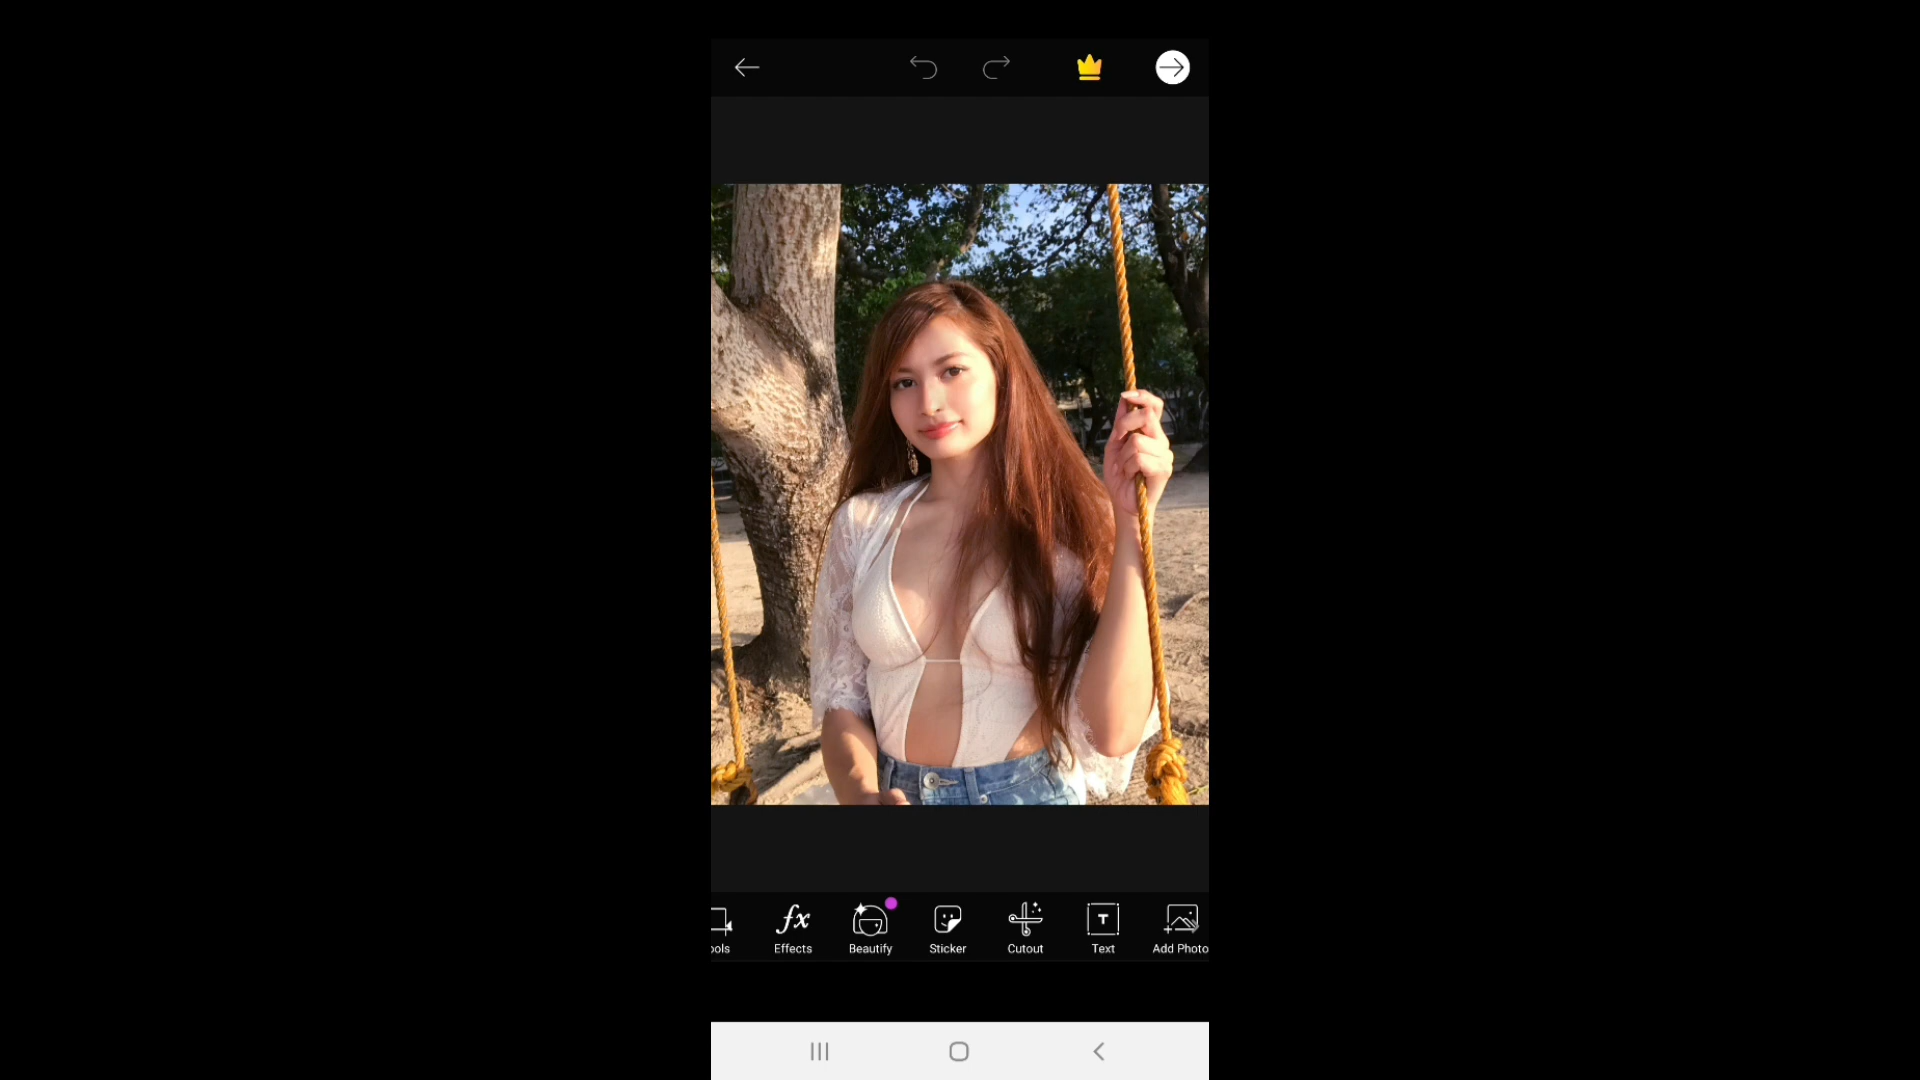 ools
Effects
Beautify
Sticker
Cutout
Text
Add Photo